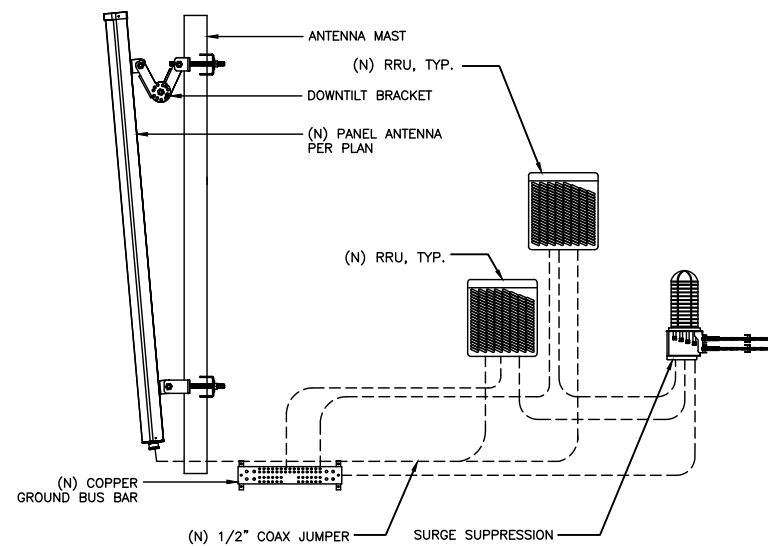 ANTENNA MAST
(N) RRU, TYP.
DOWNTILT BRACKET
(N) PANEL ANTENNA
PER PLAN
(N) RRU, TYP.
(N) COPPER
GROUND BUS BAR
(N) 1/2" COAX JUMPER
SURGE SUPPRESSION